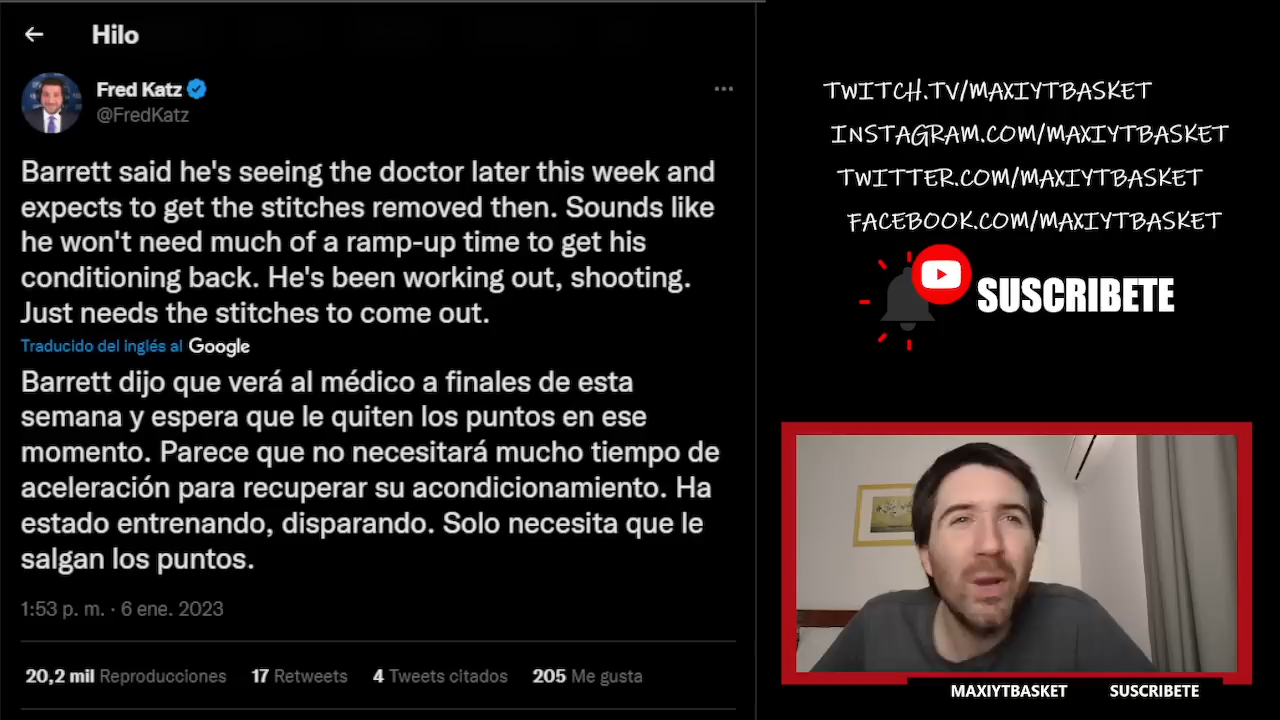 Hilo
Fred Katz
@FredKatz
Barrett said he's seeing the doctor later this week and
expects to get the stitches removed then. Sounds like
he won't need much of a ramp-up time to get his
conditioning back. He's been working out, shooting.
Just needs the stitches to come out.
Traducido del inglés al Google
Barrett dijo que verá al médico a finales de esta
semana y espera que le quiten los puntos en ese
momento. Parece que no necesitará mucho tiempo de
aceleración para recuperar su acondicionamiento. Ha
estado entrenando, disparando. Solo necesita que le
salgan los puntos.
1:53 p. m. · 6 ene. 2023
20,2 mil Reproducciones 17 Retweets 4 Tweets citados 205 Me gusta
TWITCH.TV/MAXIYTBASKET
INSTAGRAM.COM/MAXIYTBASKET
TWITTER.COM/MAXIYTBASKET
FACEBOOK.COM/MAXIYTBASKET
SUSCRIBETE
MAXIYTBASKET SUSCRIBETE